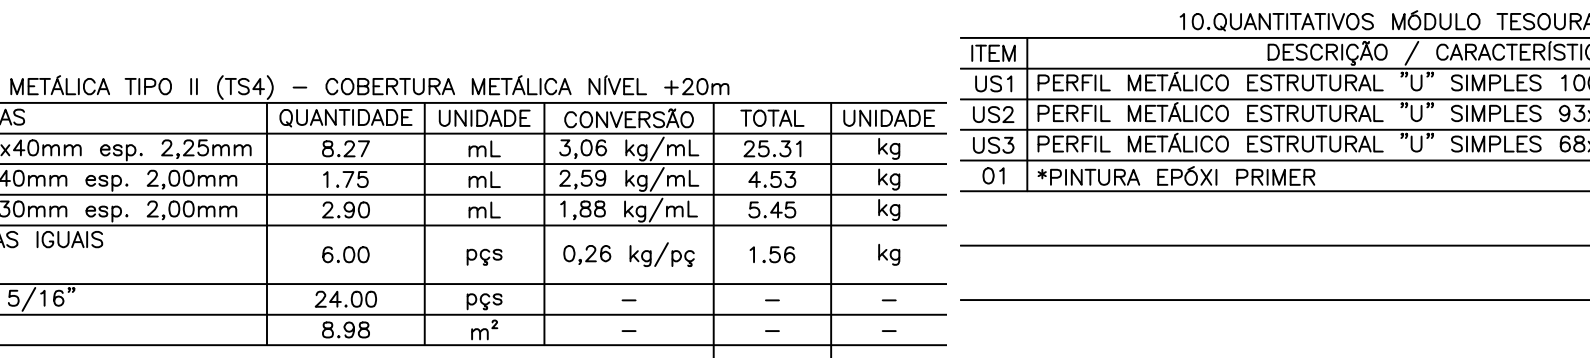 METÁLICA TIPO II (TS4) – COBERTURA METÁLICA NÍVEL +20m
AS QUANTIDADE UNIDADE CONVERSÃO TOTAL UNIDADE
x40mm esp. 2,25mm 8.27 mL 3,06 kg/mL 25.31 kg
40mm esp. 2,00mm 1.75 mL 2,59 kg/mL 4.53 kg
30mm esp. 2,00mm 2.90 mL 1,88 kg/mL 5.45 kg
AS IGUAIS 6.00 pçs 0,26 kg/pç 1.56 kg
5/16" 24.00 pçs – – –
8.98 m² – – –
10.QUANTITATIVOS MÓDULO TESOURA
ITEM DESCRIÇÃO / CARACTERÍSTIC
US1 PERFIL METÁLICO ESTRUTURAL "U" SIMPLES 100
US2 PERFIL METÁLICO ESTRUTURAL "U" SIMPLES 93x
US3 PERFIL METÁLICO ESTRUTURAL "U" SIMPLES 68x
01 *PINTURA EPÓXI PRIMER